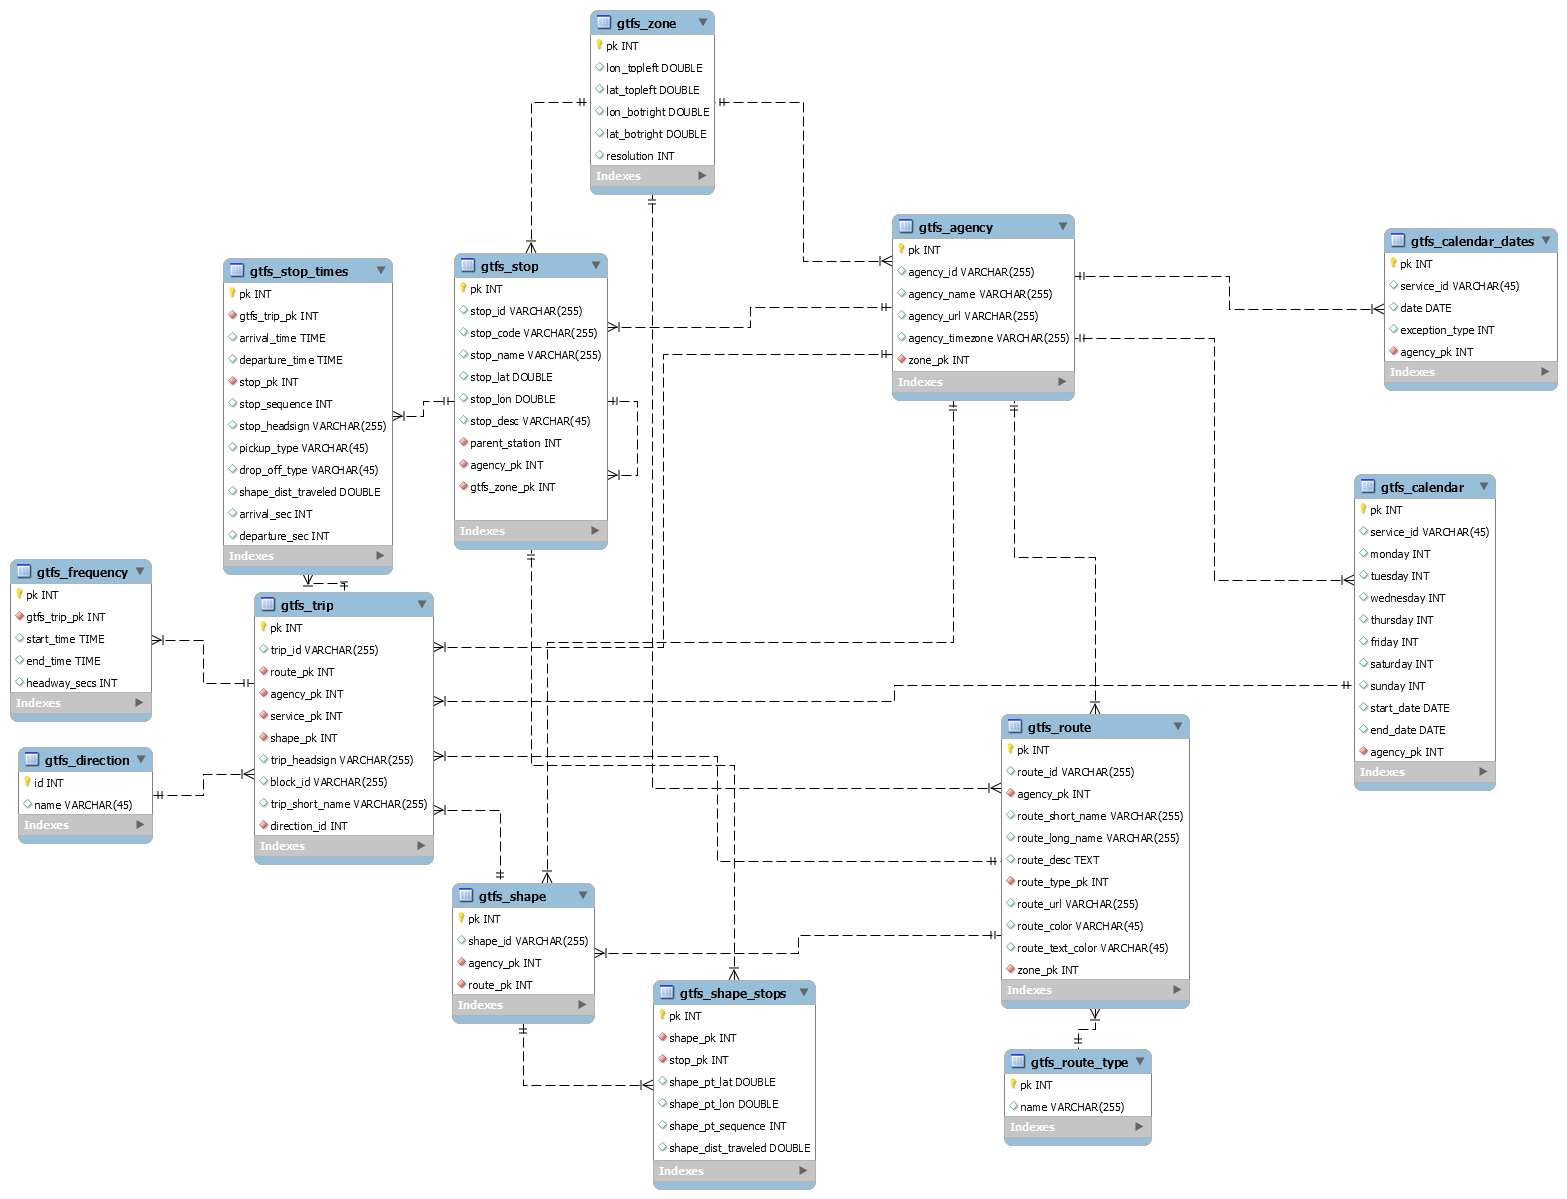 gtfs_zone
pk INT
lon_topleft DOUBLE
lat_topleft DOUBLE
lon_botright DOUBLE
lat_botright DOUBLE
resolution INT
Indexes
gtfs_agency
pk INT
agency_id VARCHAR(255)
agency_name VARCHAR(255)
agency_url VARCHAR(255)
agency_timezone VARCHAR(255)
zone_pk INT
Indexes
gtfs_calendar_dates
pk INT
service_id VARCHAR(45)
date DATE
exception_type INT
agency_pk INT
Indexes
gtfs_stop_times
pk INT
gtfs_trip_pk INT
arrival_time TIME
departure_time TIME
stop_pk INT
stop_sequence INT
stop_headsign VARCHAR(255)
pickup_type VARCHAR(45)
drop_off_type VARCHAR(45)
shape_dist_traveled DOUBLE
arrival_sec INT
departure_sec INT
Indexes
gtfs_stop
pk INT
stop_id VARCHAR(255)
stop_code VARCHAR(255)
stop_name VARCHAR(255)
stop_lat DOUBLE
stop_lon DOUBLE
stop_desc VARCHAR(45)
parent_station INT
agency_pk INT
gtfs_zone_pk INT
Indexes
gtfs_calendar
pk INT
service_id VARCHAR(45)
monday INT
tuesday INT
wednesday INT
thursday INT
friday INT
saturday INT
sunday INT
start_date DATE
end_date DATE
agency_pk INT
Indexes
gtfs_frequency
pk INT
gtfs_trip_pk INT
start_time TIME
end_time TIME
headway_secs INT
Indexes
gtfs_trip
pk INT
trip_id VARCHAR(255)
route_pk INT
agency_pk INT
service_pk INT
shape_pk INT
trip_headsign VARCHAR(255)
block_id VARCHAR(255)
trip_short_name VARCHAR(255)
direction_id INT
Indexes
gtfs_direction
id INT
name VARCHAR(45)
Indexes
gtfs_route
pk INT
route_id VARCHAR(255)
agency_pk INT
route_short_name VARCHAR(255)
route_long_name VARCHAR(255)
route_desc TEXT
route_type_pk INT
route_url VARCHAR(255)
route_color VARCHAR(45)
route_text_color VARCHAR(45)
zone_pk INT
Indexes
gtfs_shape
pk INT
shape_id VARCHAR(255)
agency_pk INT
route_pk INT
Indexes
gtfs_shape_stops
pk INT
shape_pk INT
stop_pk INT
shape_pt_lat DOUBLE
shape_pt_lon DOUBLE
shape_pt_sequence INT
shape_dist_traveled DOUBLE
Indexes
gtfs_route_type
pk INT
name VARCHAR(255)
Indexes